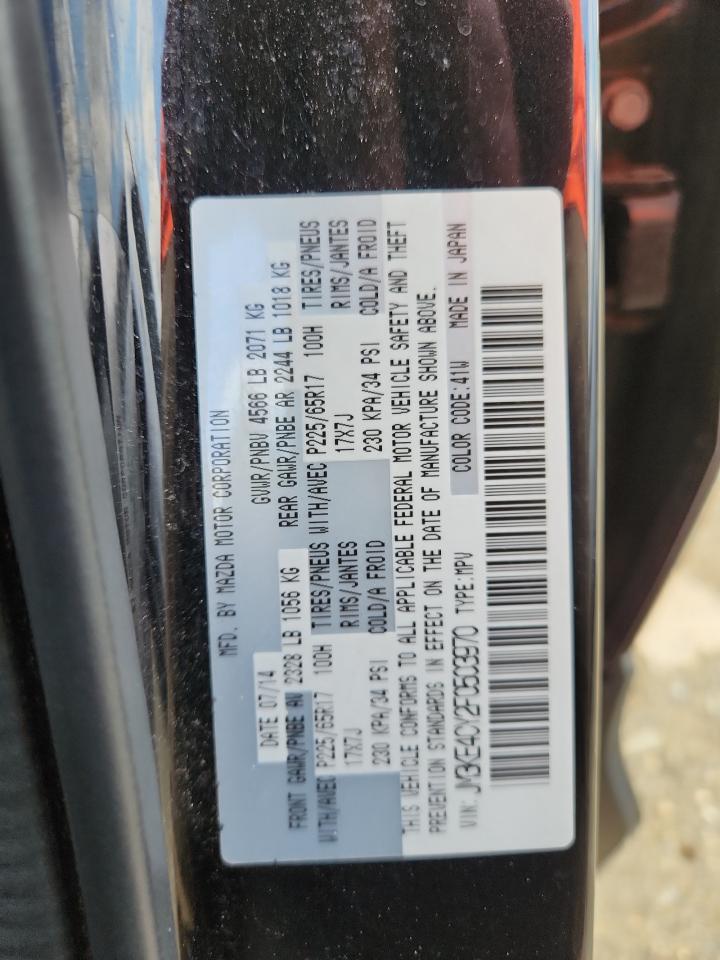 MFD. BY MAZDA MOTOR CORPORATION
DATE 07/14 GVWR/PNBV 4566 LB 2071 KG
FRONT GAWR/PNBE AV 2328 LB 1056 KG REAR GAWR/PNBE AR 2244 LB 1018 KG
WITH/AVEC P225/65R17 100H TIRES/PNEUS WITH/AVEC P225/65R17 100H TIRES/PNEUS
17X7J RIMS/JANTES 17X7J RIMS/JANTES
230 KPA/34 PSI COLD/A FROID 230 KPA/34 PSI COLD/A FROID
THIS VEHICLE CONFORMS TO ALL APPLICABLE FEDERAL MOTOR VEHICLE SAFETY AND THEFT
PREVENTION STANDARDS IN EFFECT ON THE DATE OF MANUFACTURE SHOWN ABOVE.
VIN: JM3KE4CY2F0503970 TYPE:MPV COLOR CODE:41W MADE IN JAPAN